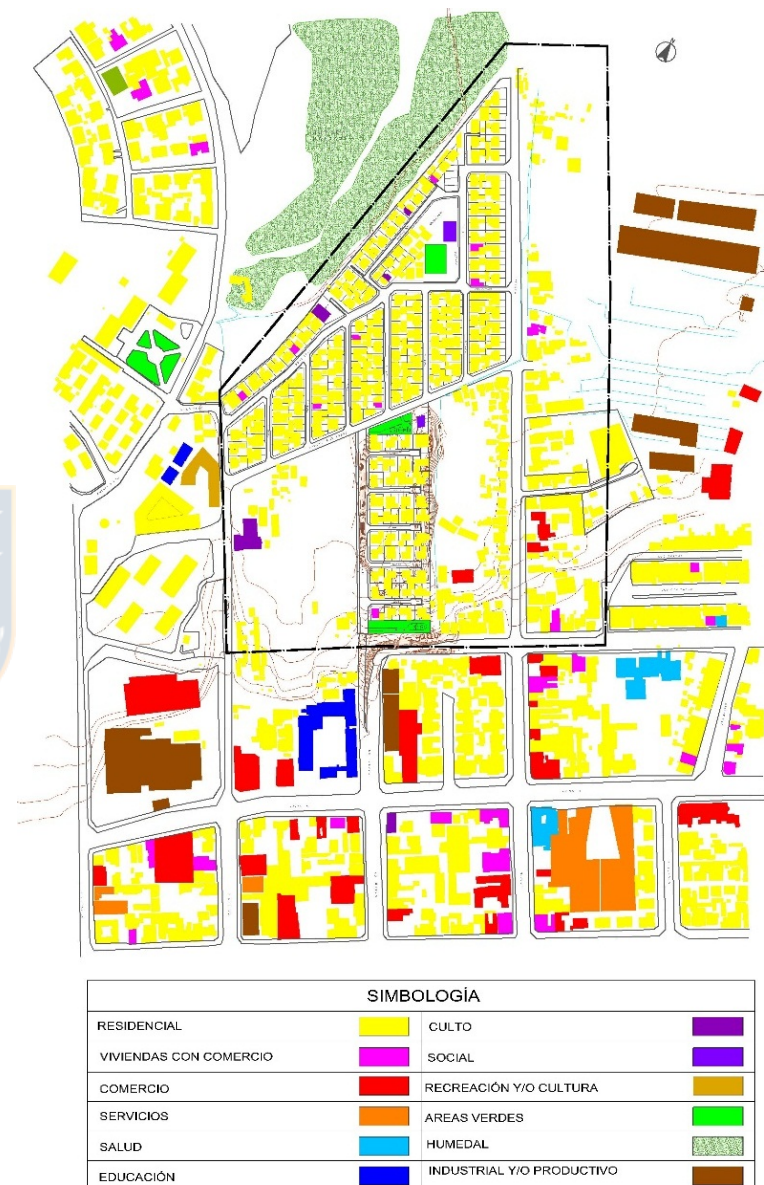 SIMBOLOGÍA
RESIDENCIAL
CULTO
VIVIENDAS CON COMERCIO
SOCIAL
COMERCIO
RECREACIÓN Y/O CULTURA
SERVICIOS
AREAS VERDES
SALUD
HUMEDAL
EDUCACIÓN
INDUSTRIAL Y/O PRODUCTIVO